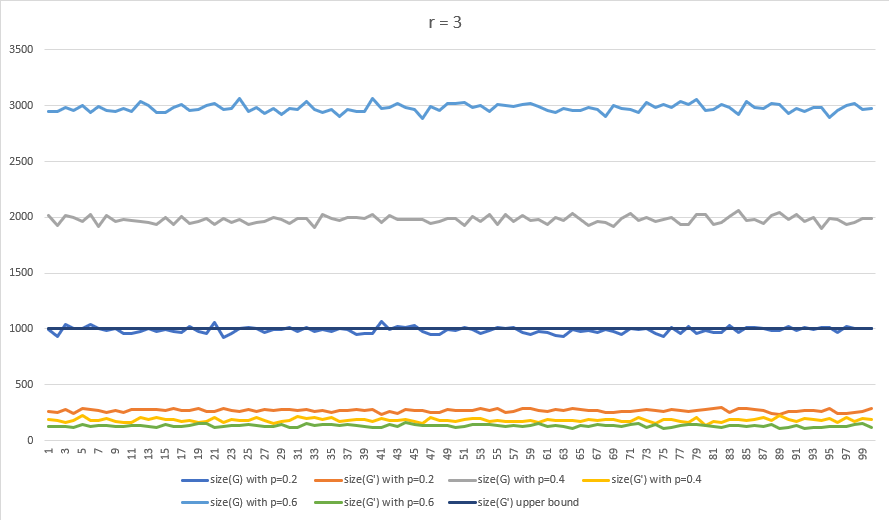 r = 3
3500
3000
2500
2000
1500
1000
500
0
1 3 5 7 9 11 13 15 17 19 21 23 25 27 29 31 33 35 37 39 41 43 45 47 49 51 53 55 57 59 61 63 65 67 69 71 73 75 77 79 81 83 85 87 89 91 93 95 97 99
size(G) with p=0.2 size(G') with p=0.2 size(G) with p=0.4 size(G') with p=0.4
size(G) with p=0.6 size(G') with p=0.6 size(G') upper bound